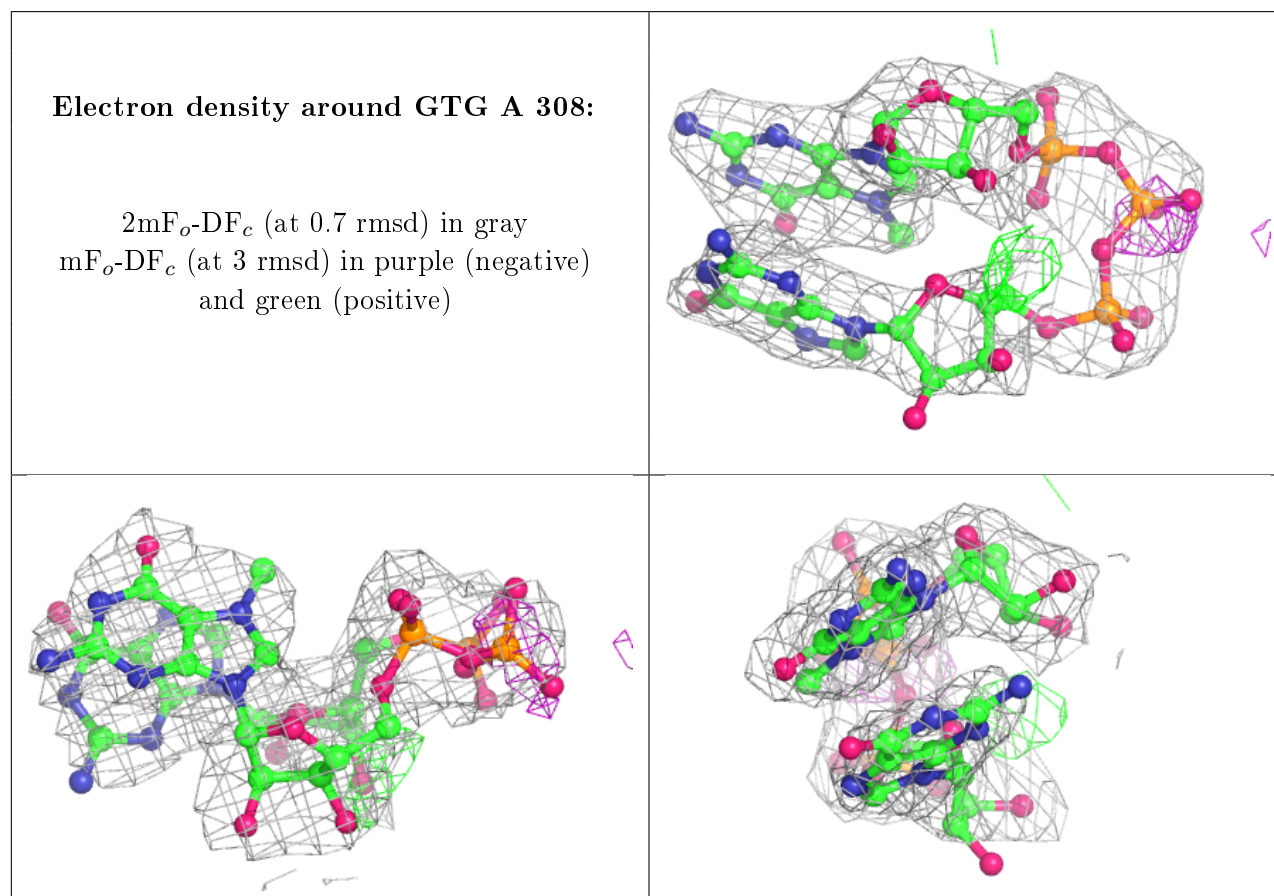 Electron density around GTG A 308:
2mFₒ-DF𝒸 (at 0.7 rmsd) in gray
mFₒ-DF𝒸 (at 3 rmsd) in purple (negative)
and green (positive)